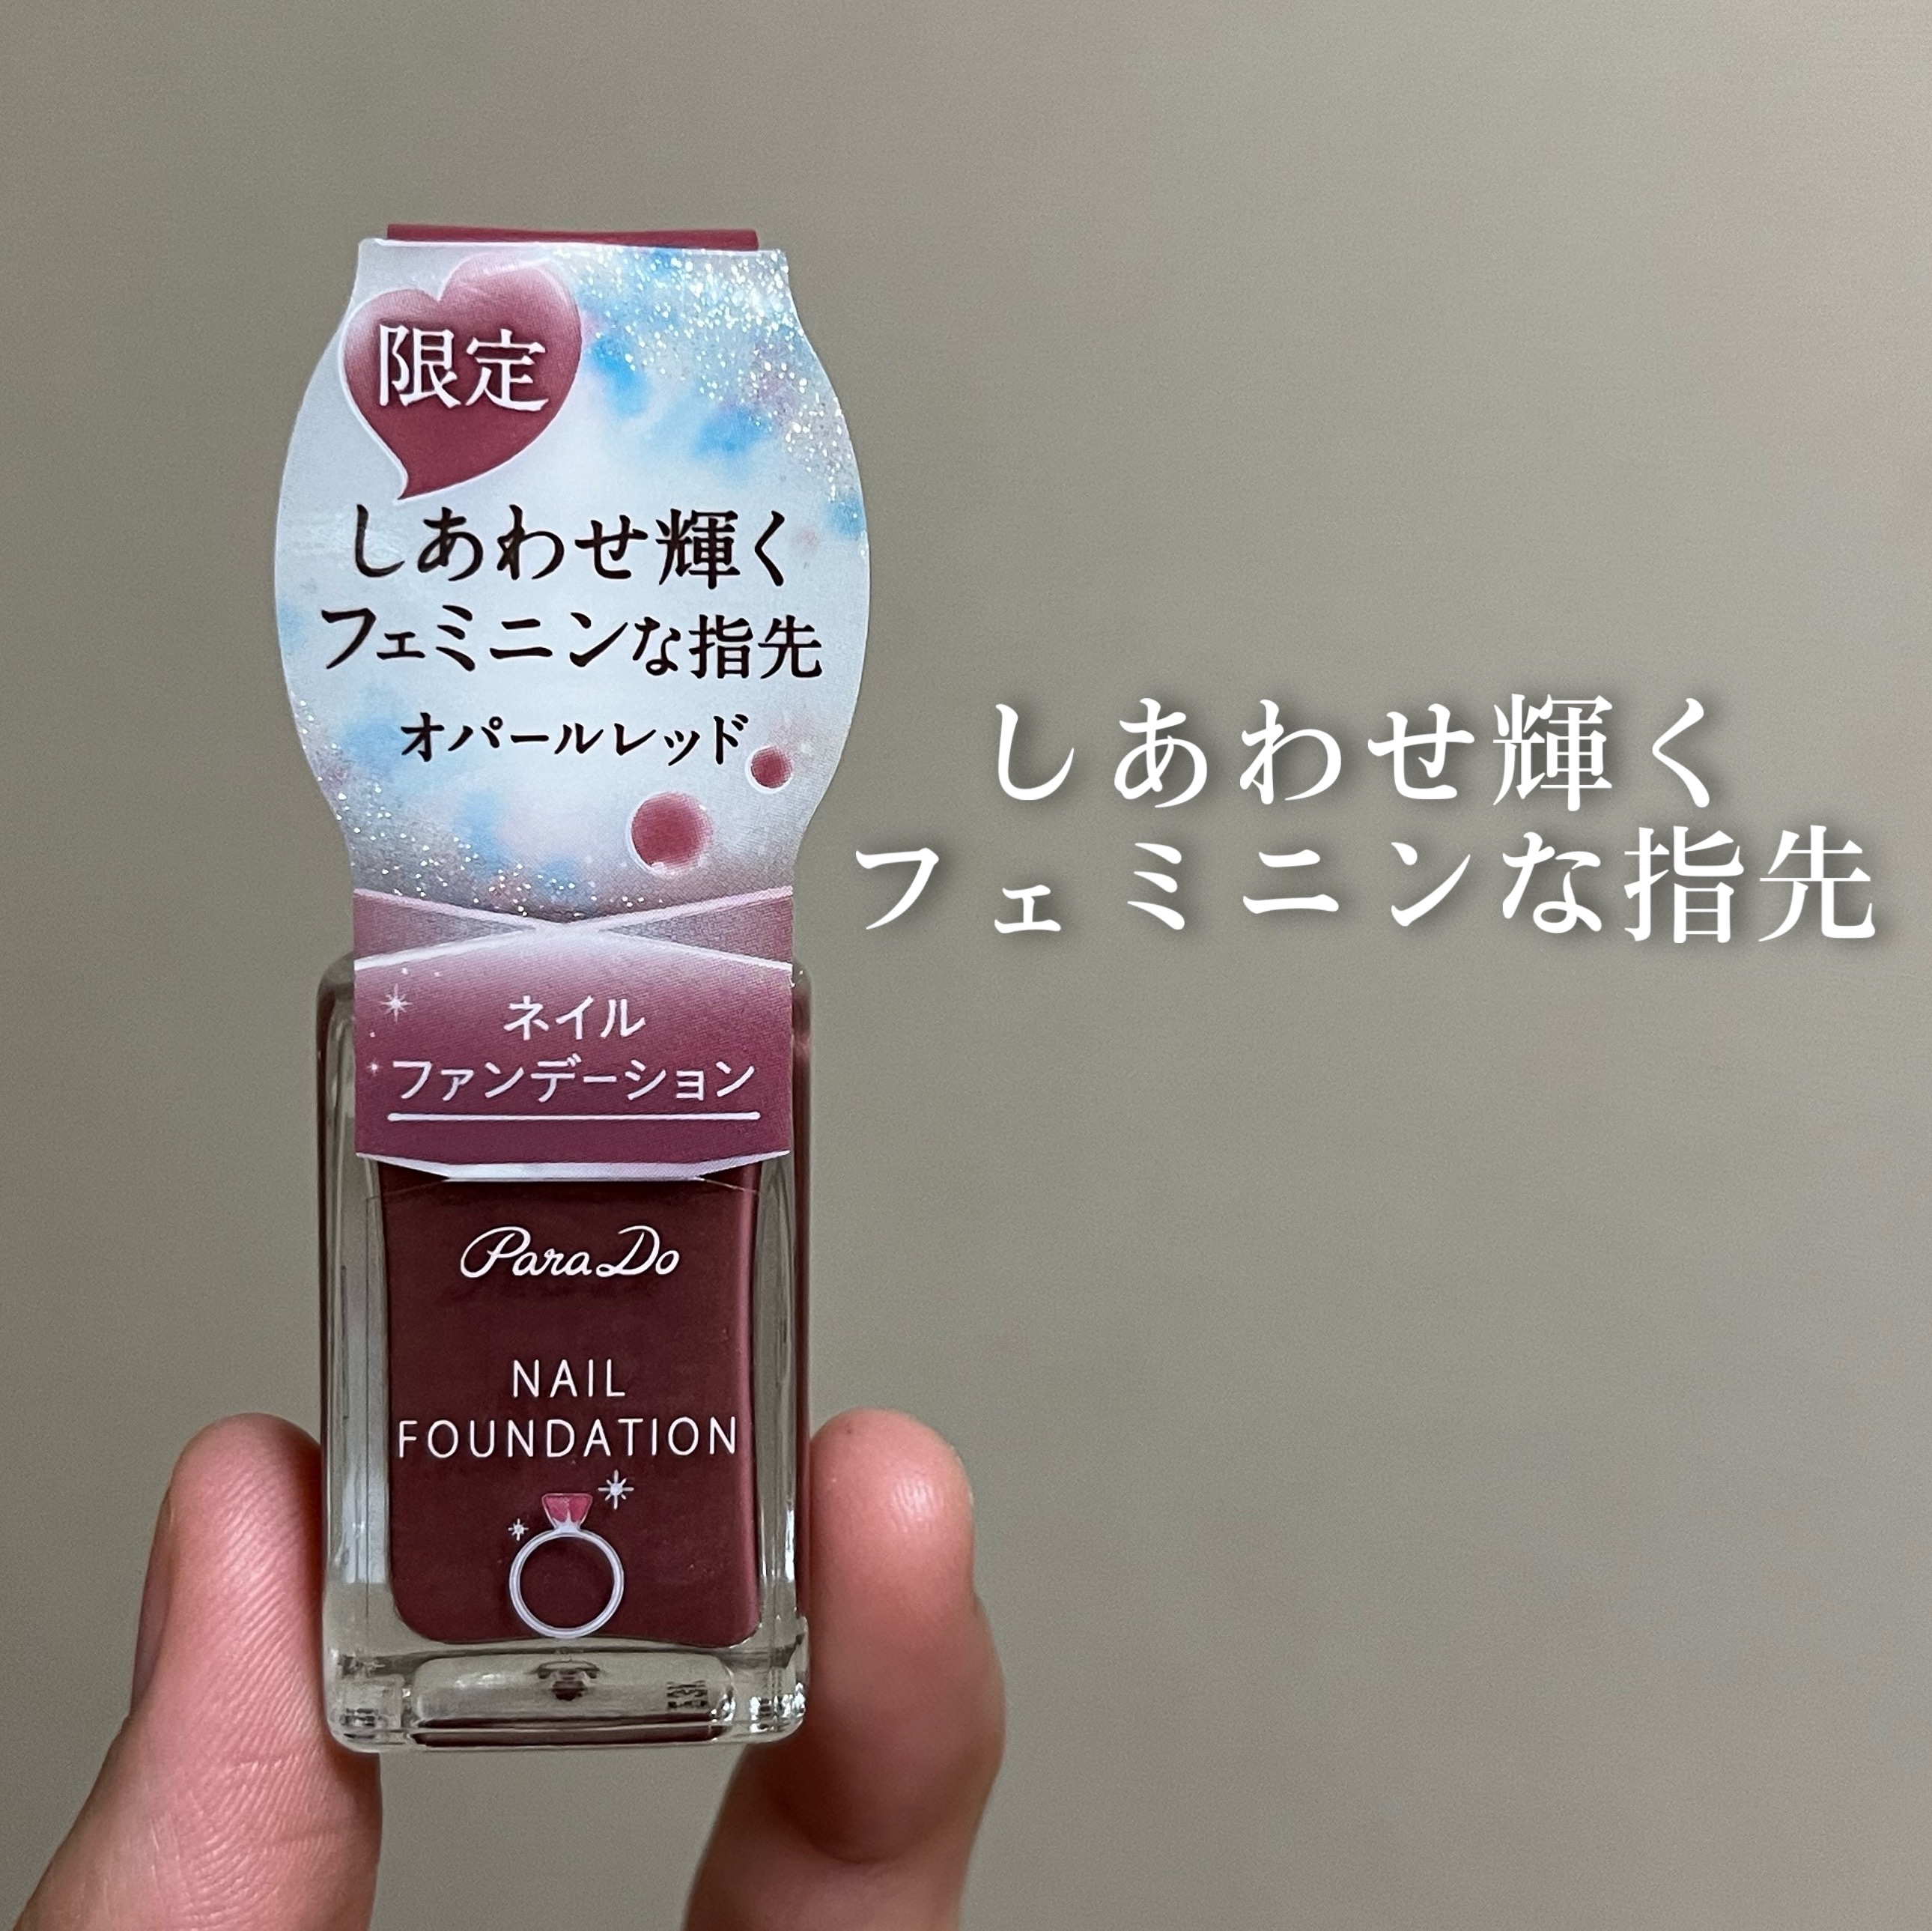 限定
しあわせ輝く
フェミニンな指先
オパールレッド
ネイル
ファンデーション
Para Do
NAIL
FOUNDATION
しあわせ輝く
フェミニンな指先